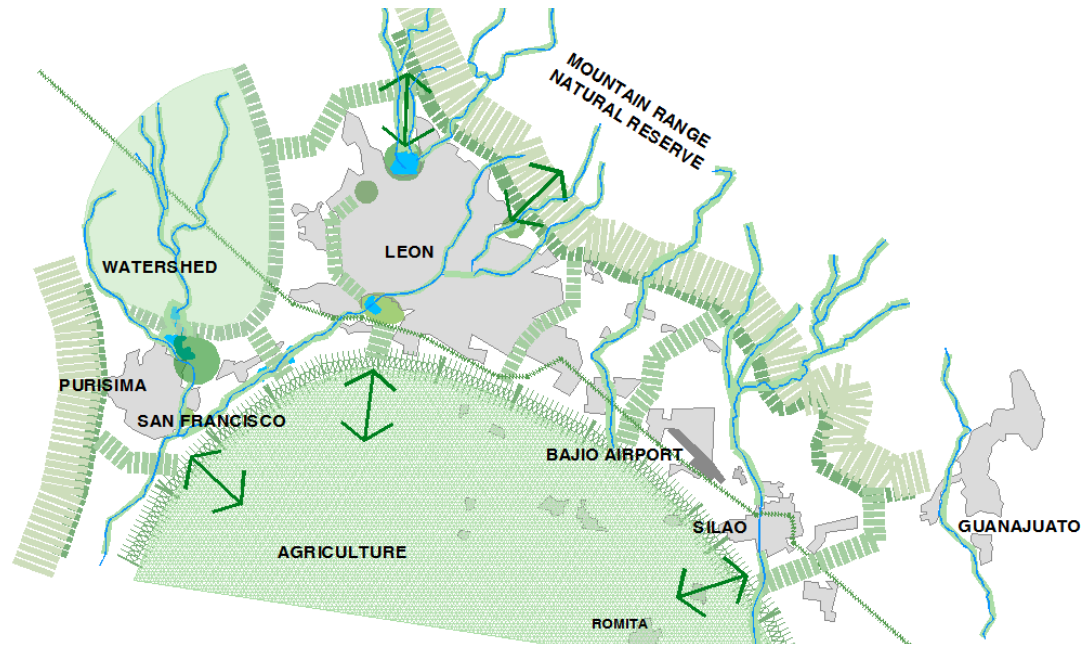 MOUNTAIN RANGE
NATURAL RESERVE
LEON
WATERSHED
PURISIMA
SAN FRANCISCO
BAJIO AIRPORT
SILAO
GUANAJUATO
AGRICULTURE
ROMITA